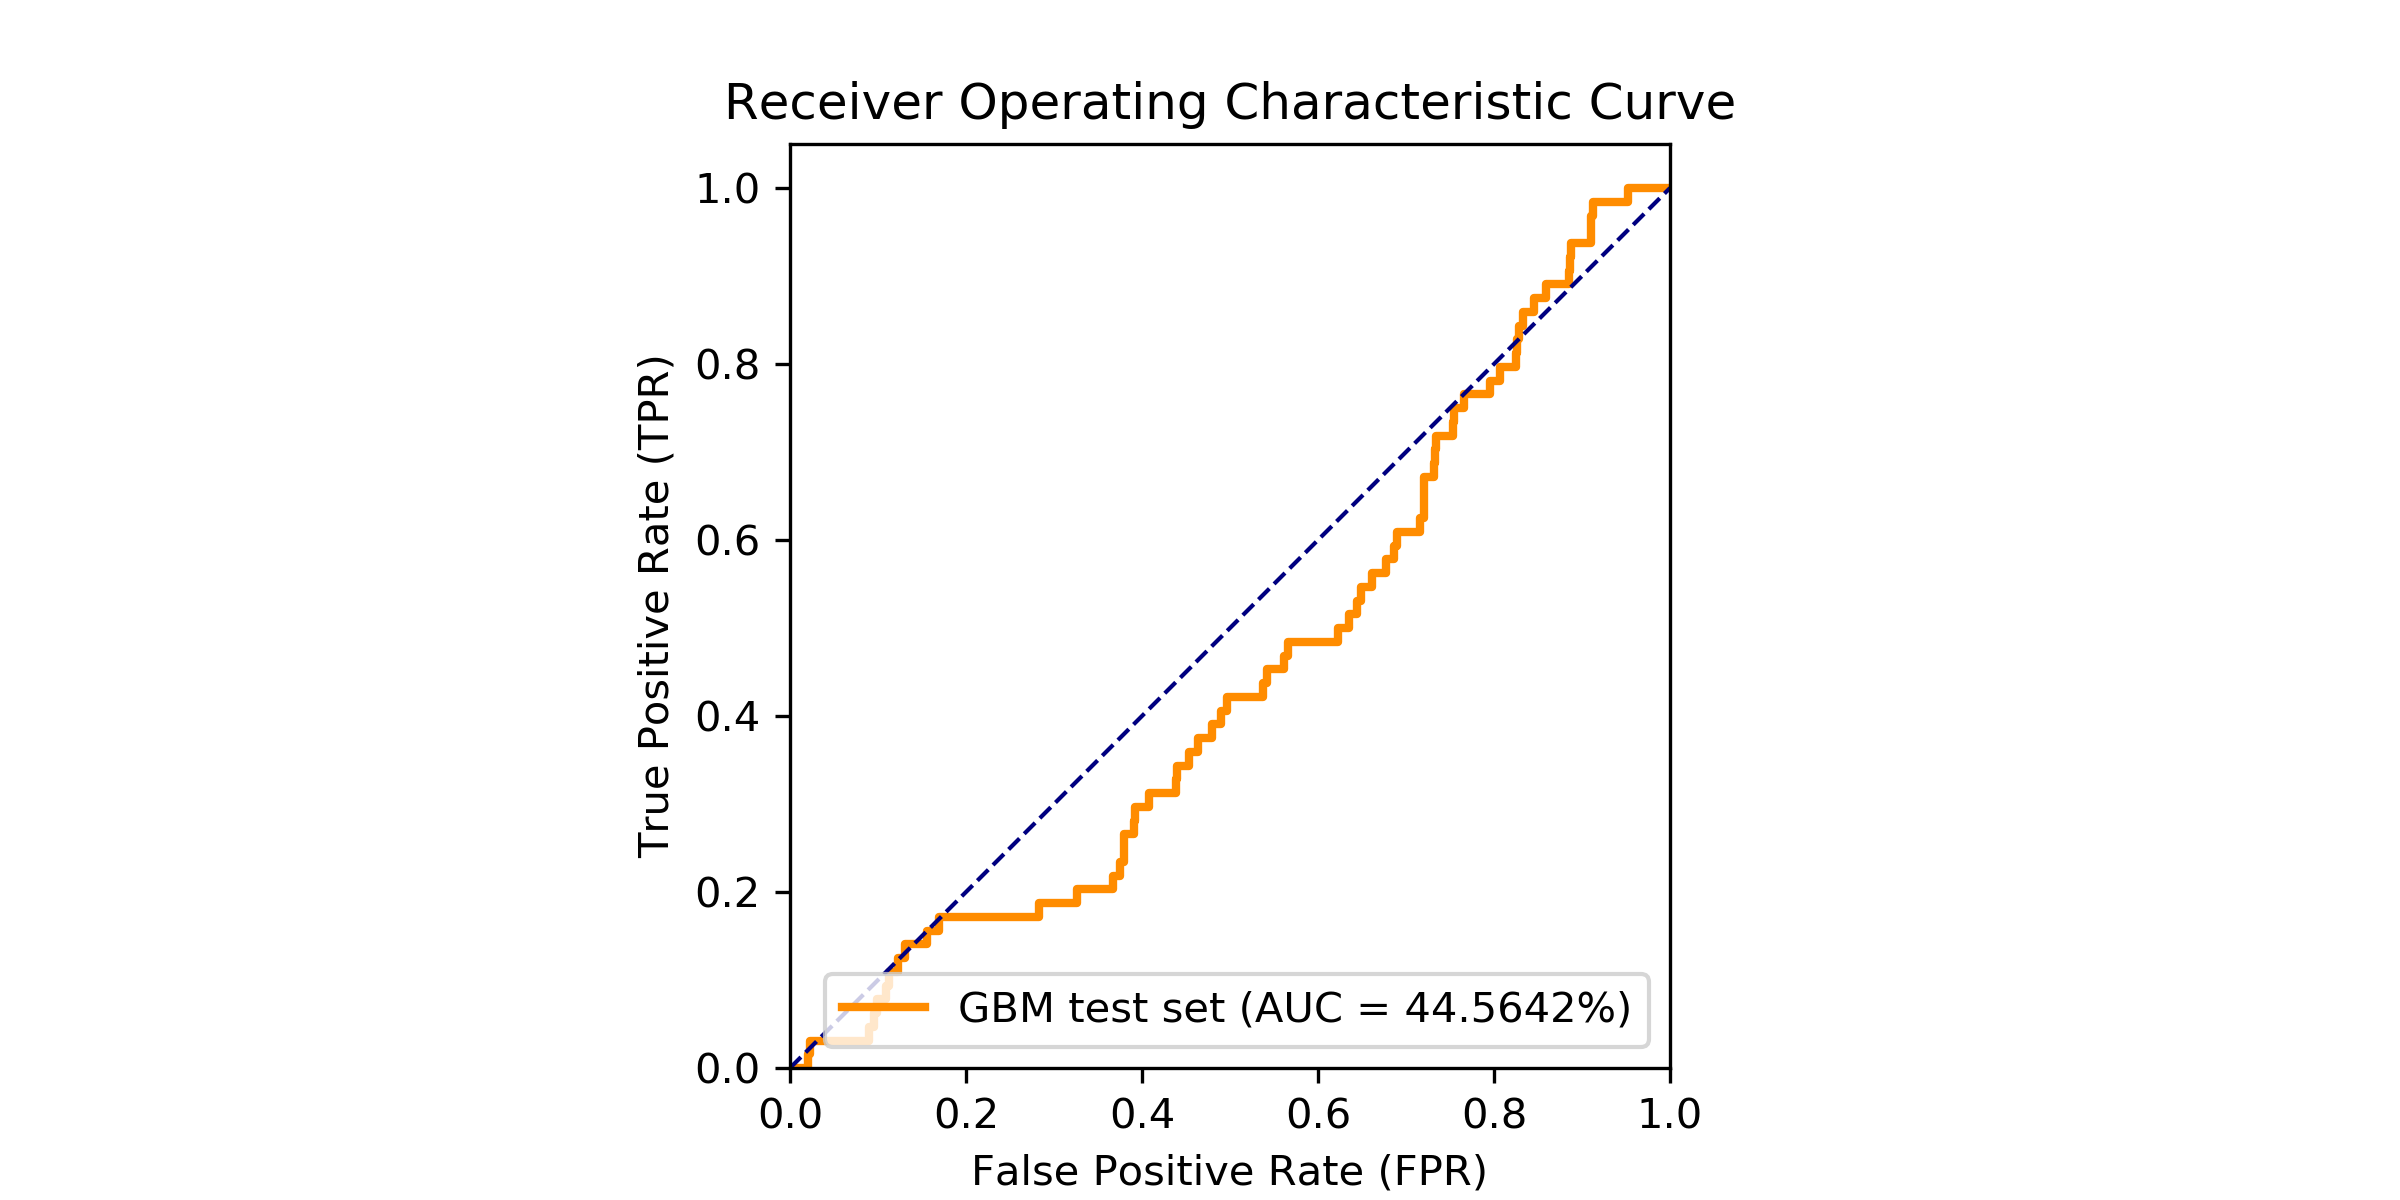 Receiver Operating Characteristic Curve
True Positive Rate (TPR)
1.0
0.8
0.6
0.4
0.2
0.0
GBM test set (AUC = 44.5642%)
0.0 0.2 0.4 0.6 0.8 1.0
False Positive Rate (FPR)